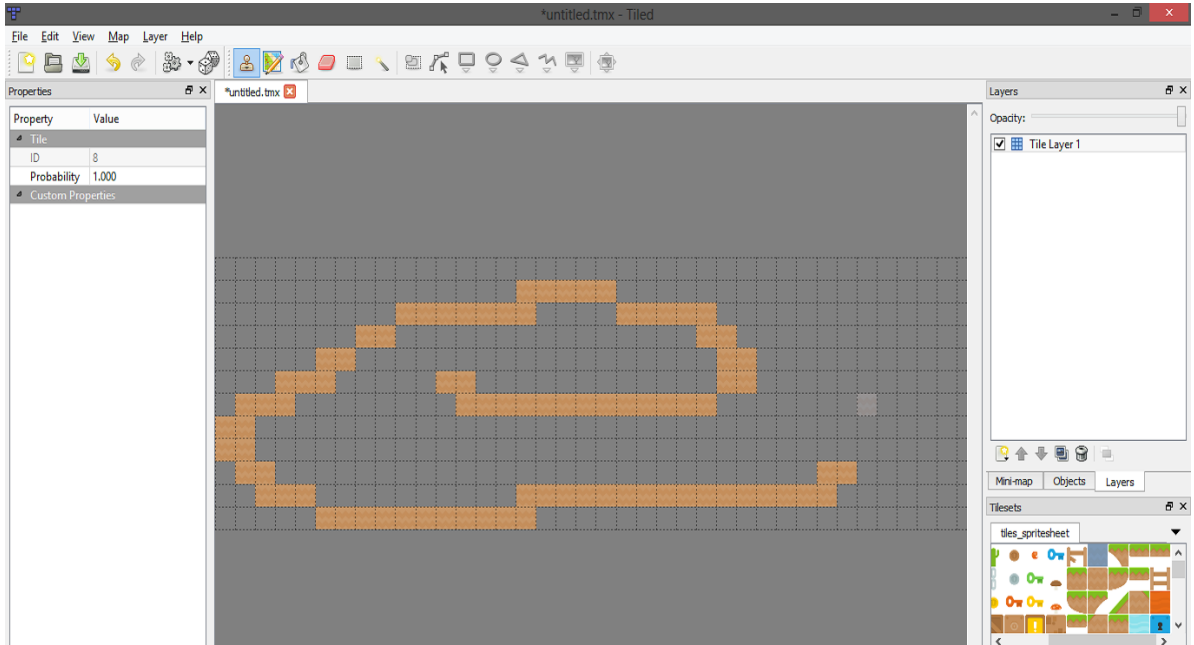 *untitled.tmx - Tiled
File Edit View Map Layer Help
Properties
Property Value
Tile
ID 8
Probability 1.000
Custom Properties
*untitled.tmx
Layers
Opacity:
Tile Layer 1
Mini-map Objects Layers
Tilesets
tiles_spritesheet